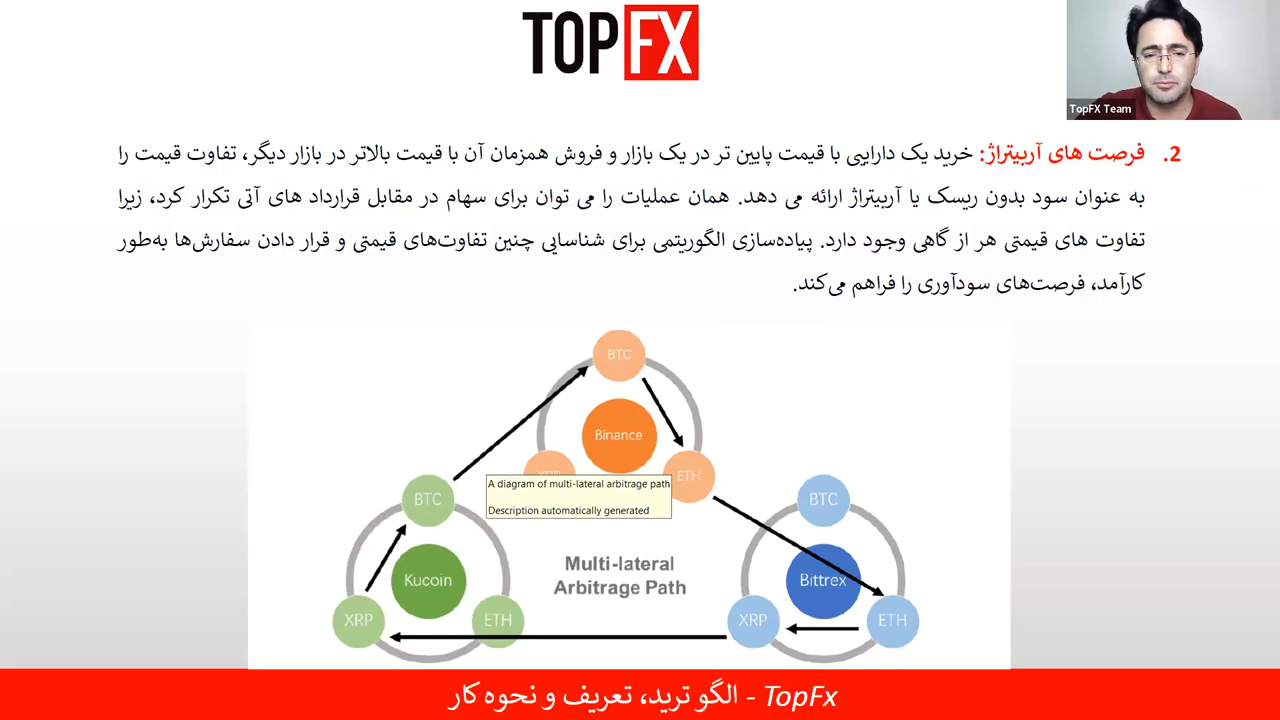 TOPFX
TopFX Team
2. فرصت های آربیتراژ: خرید یک دارایی با قیمت پایین تر در یک بازار و فروش همزمان آن با قیمت بالاتر در بازار دیگر، تفاوت قیمت را
به عنوان سود بدون ریسک یا آربیتراژ ارائه می دهد. همان عملیات را می توان برای سهام در مقابل قرارداد های آتی تکرار کرد، زیرا
تفاوت های قیمتی هر از گاهی وجود دارد. پیاده‌سازی الگوریتمی برای شناسایی چنین تفاوت‌های قیمتی و قرار دادن سفارش‌ها به‌طور
کارآمد، فرصت‌های سودآوری را فراهم می‌کند.
BTC
Binance
XRP
ETH
A diagram of multi-lateral arbitrage path
Description automatically generated
BTC
Kucoin
XRP
ETH
Multi-lateral
Arbitrage Path
BTC
Bittrex
XRP
ETH
TopFx - الگو ترید، تعریف و نحوه کار